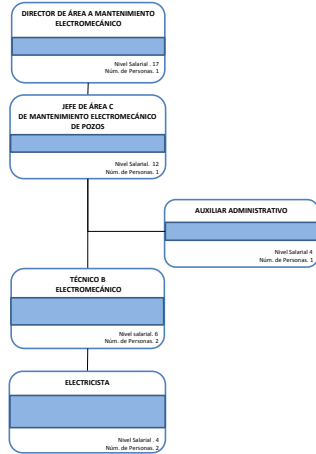 DIRECTOR DE ÁREA A MANTENIMIENTO
ELECTROMECÁNICO
Nivel Salarial . 17
Núm. de Personas. 1
JEFE DE ÁREA C
DE MANTENIMIENTO ELECTROMECÁNICO
DE POZOS
Nivel Salarial. 12
Núm. de Personas. 1
AUXILIAR ADMINISTRATIVO
Nivel Salarial 4
Núm. de Personas. 1
TÉCNICO B
ELECTROMECÁNICO
Nivel salarial. 6
Núm. de Personas. 2
ELECTRICISTA
Nivel Salarial . 4
Núm. de Personas. 2